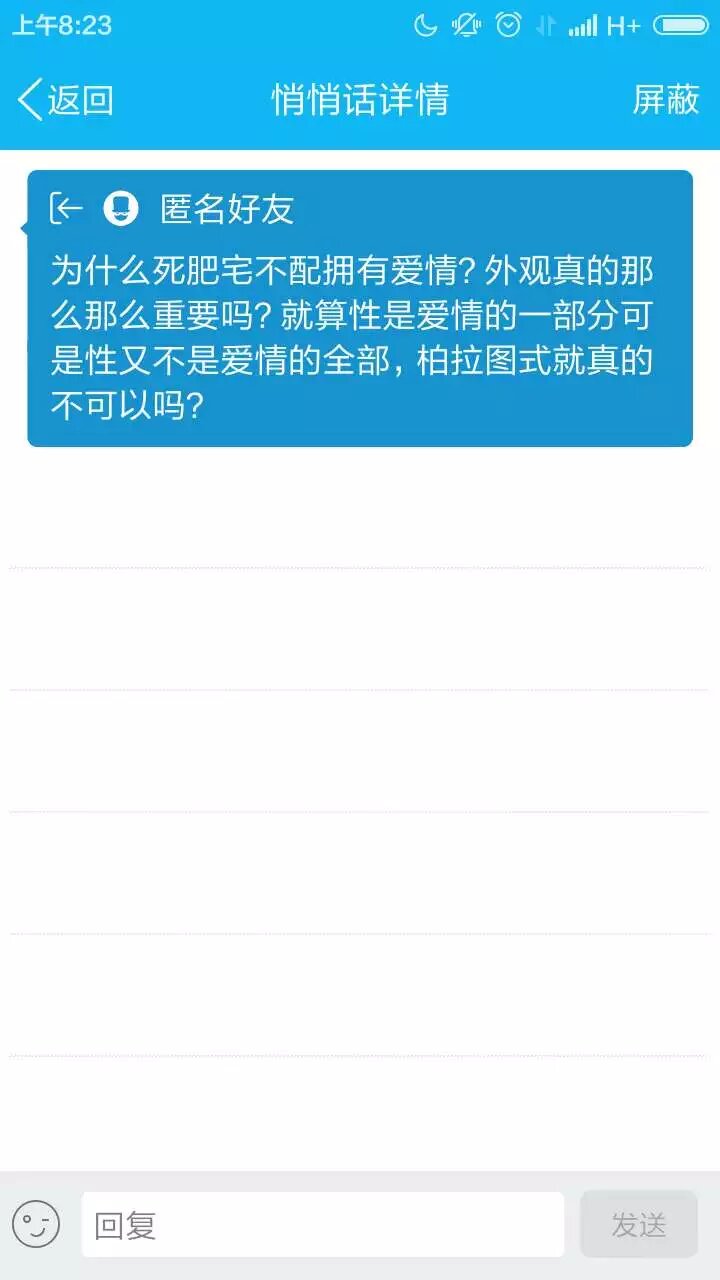 上午8:23 H+
返回 悄悄话详情 屏蔽
匿名好友
为什么死肥宅不配拥有爱情? 外观真的那
么那么重要吗? 就算性是爱情的一部分可
是性又不是爱情的全部, 柏拉图式就真的
不可以吗?
回复 发送